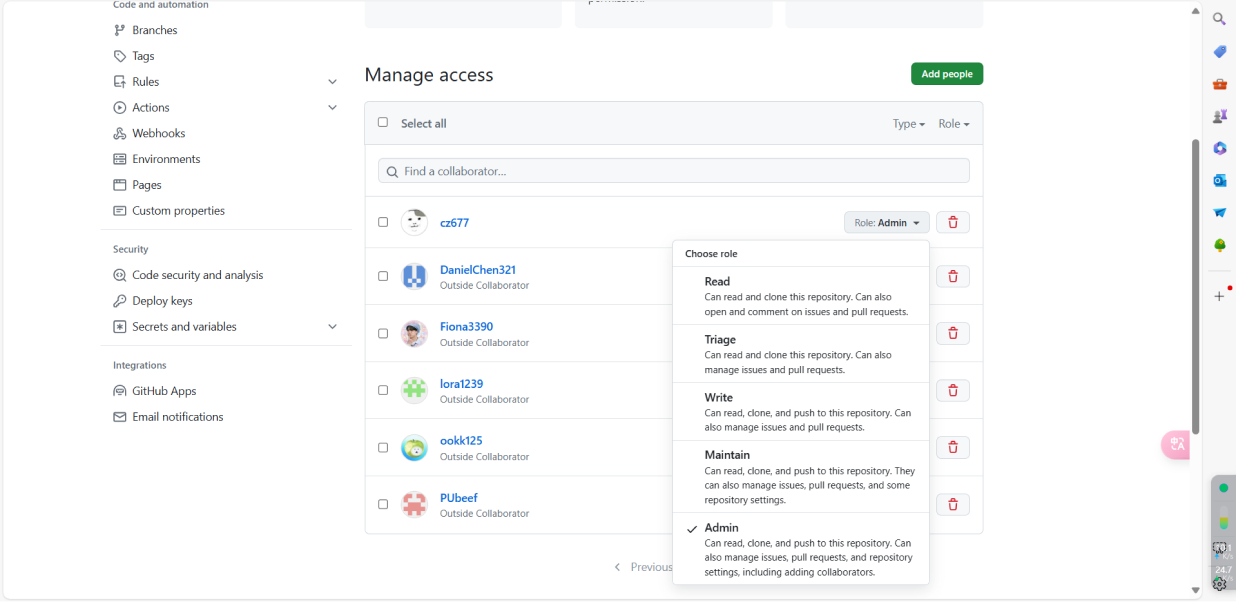 Code and automation
Branches
Tags
Rules
Actions
Webhooks
Environments
Pages
Custom properties
Security
Code security and analysis
Deploy keys
Secrets and variables
Integrations
GitHub Apps
Email notifications
Manage access
Add people
Select all
Type
Role
Find a collaborator...
cz677
Role: Admin
DanielChen321
Outside Collaborator
Fiona3390
Outside Collaborator
lora1239
Outside Collaborator
ookk125
Outside Collaborator
PUbeef
Outside Collaborator
Previous
Choose role
Read
Can read and clone this repository. Can also
open and comment on issues and pull requests.
Triage
Can read and clone this repository. Can also
manage issues and pull requests.
Write
Can read, clone, and push to this repository. Can
also manage issues and pull requests.
Maintain
Can read, clone, and push to this repository. They
can also manage issues, pull requests, and some
repository settings.
Admin
Can read, clone, and push to this repository. Can
also manage issues, pull requests, and repository
settings, including adding collaborators.
24.7